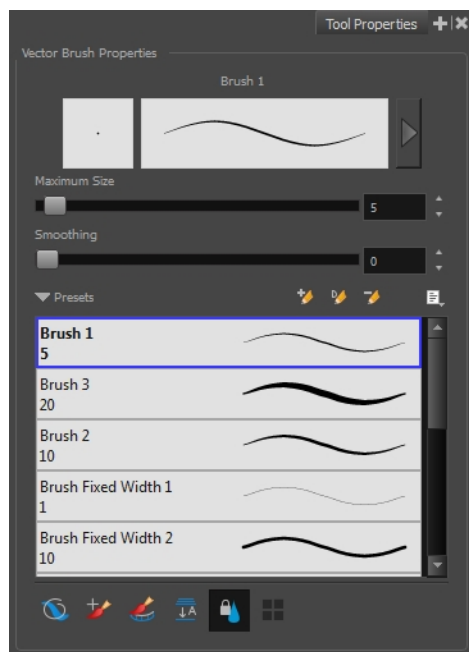 Tool Properties
Vector Brush Properties
Brush 1
Maximum Size
5
Smoothing
0
Presets
Brush 1
5
Brush 3
20
Brush 2
10
Brush Fixed Width 1
1
Brush Fixed Width 2
10